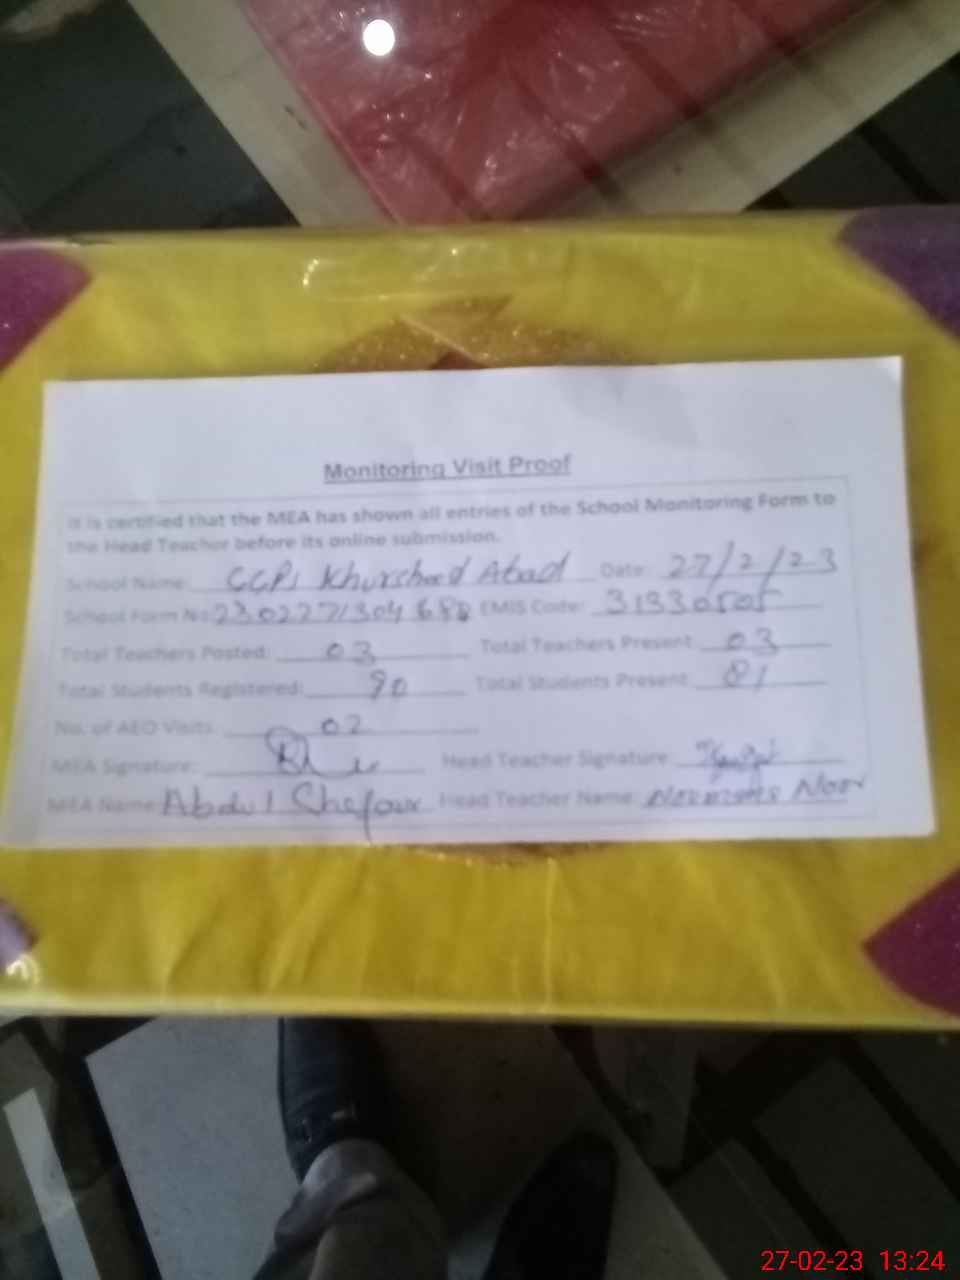 Monitoring Visit Proof
It is certified that the MEA has shown all entries of the School Monitoring Form to
the Head Teacher before its online submission.
School Name: Khursheed Abad Date: 27/2/23
School Form No: EMIS Code: 31330505
Total Teachers Posted: 03 Total Teachers Present: 03
Total Students Registered: 90 Total Students Present: 81
No. of AEO Visits: 02
MEA Signature: Head Teacher Signature:
MEA Name: Abdul Head Teacher Name: Noor
27-02-23 13:24